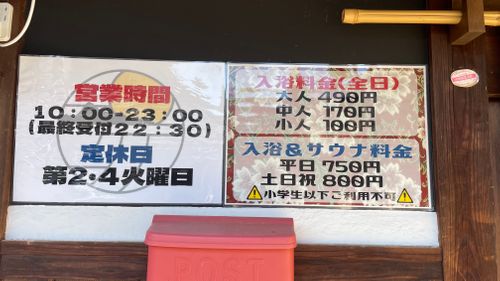 営業時間
10:00-23:00
(最終受付22:30)
定休日
第2・4火曜日
入浴料金(全日)
大人 490円
中人 170円
小人 100円
入浴&サウナ料金
平日 750円
土日祝 800円
小学生以下ご利用不可
POST